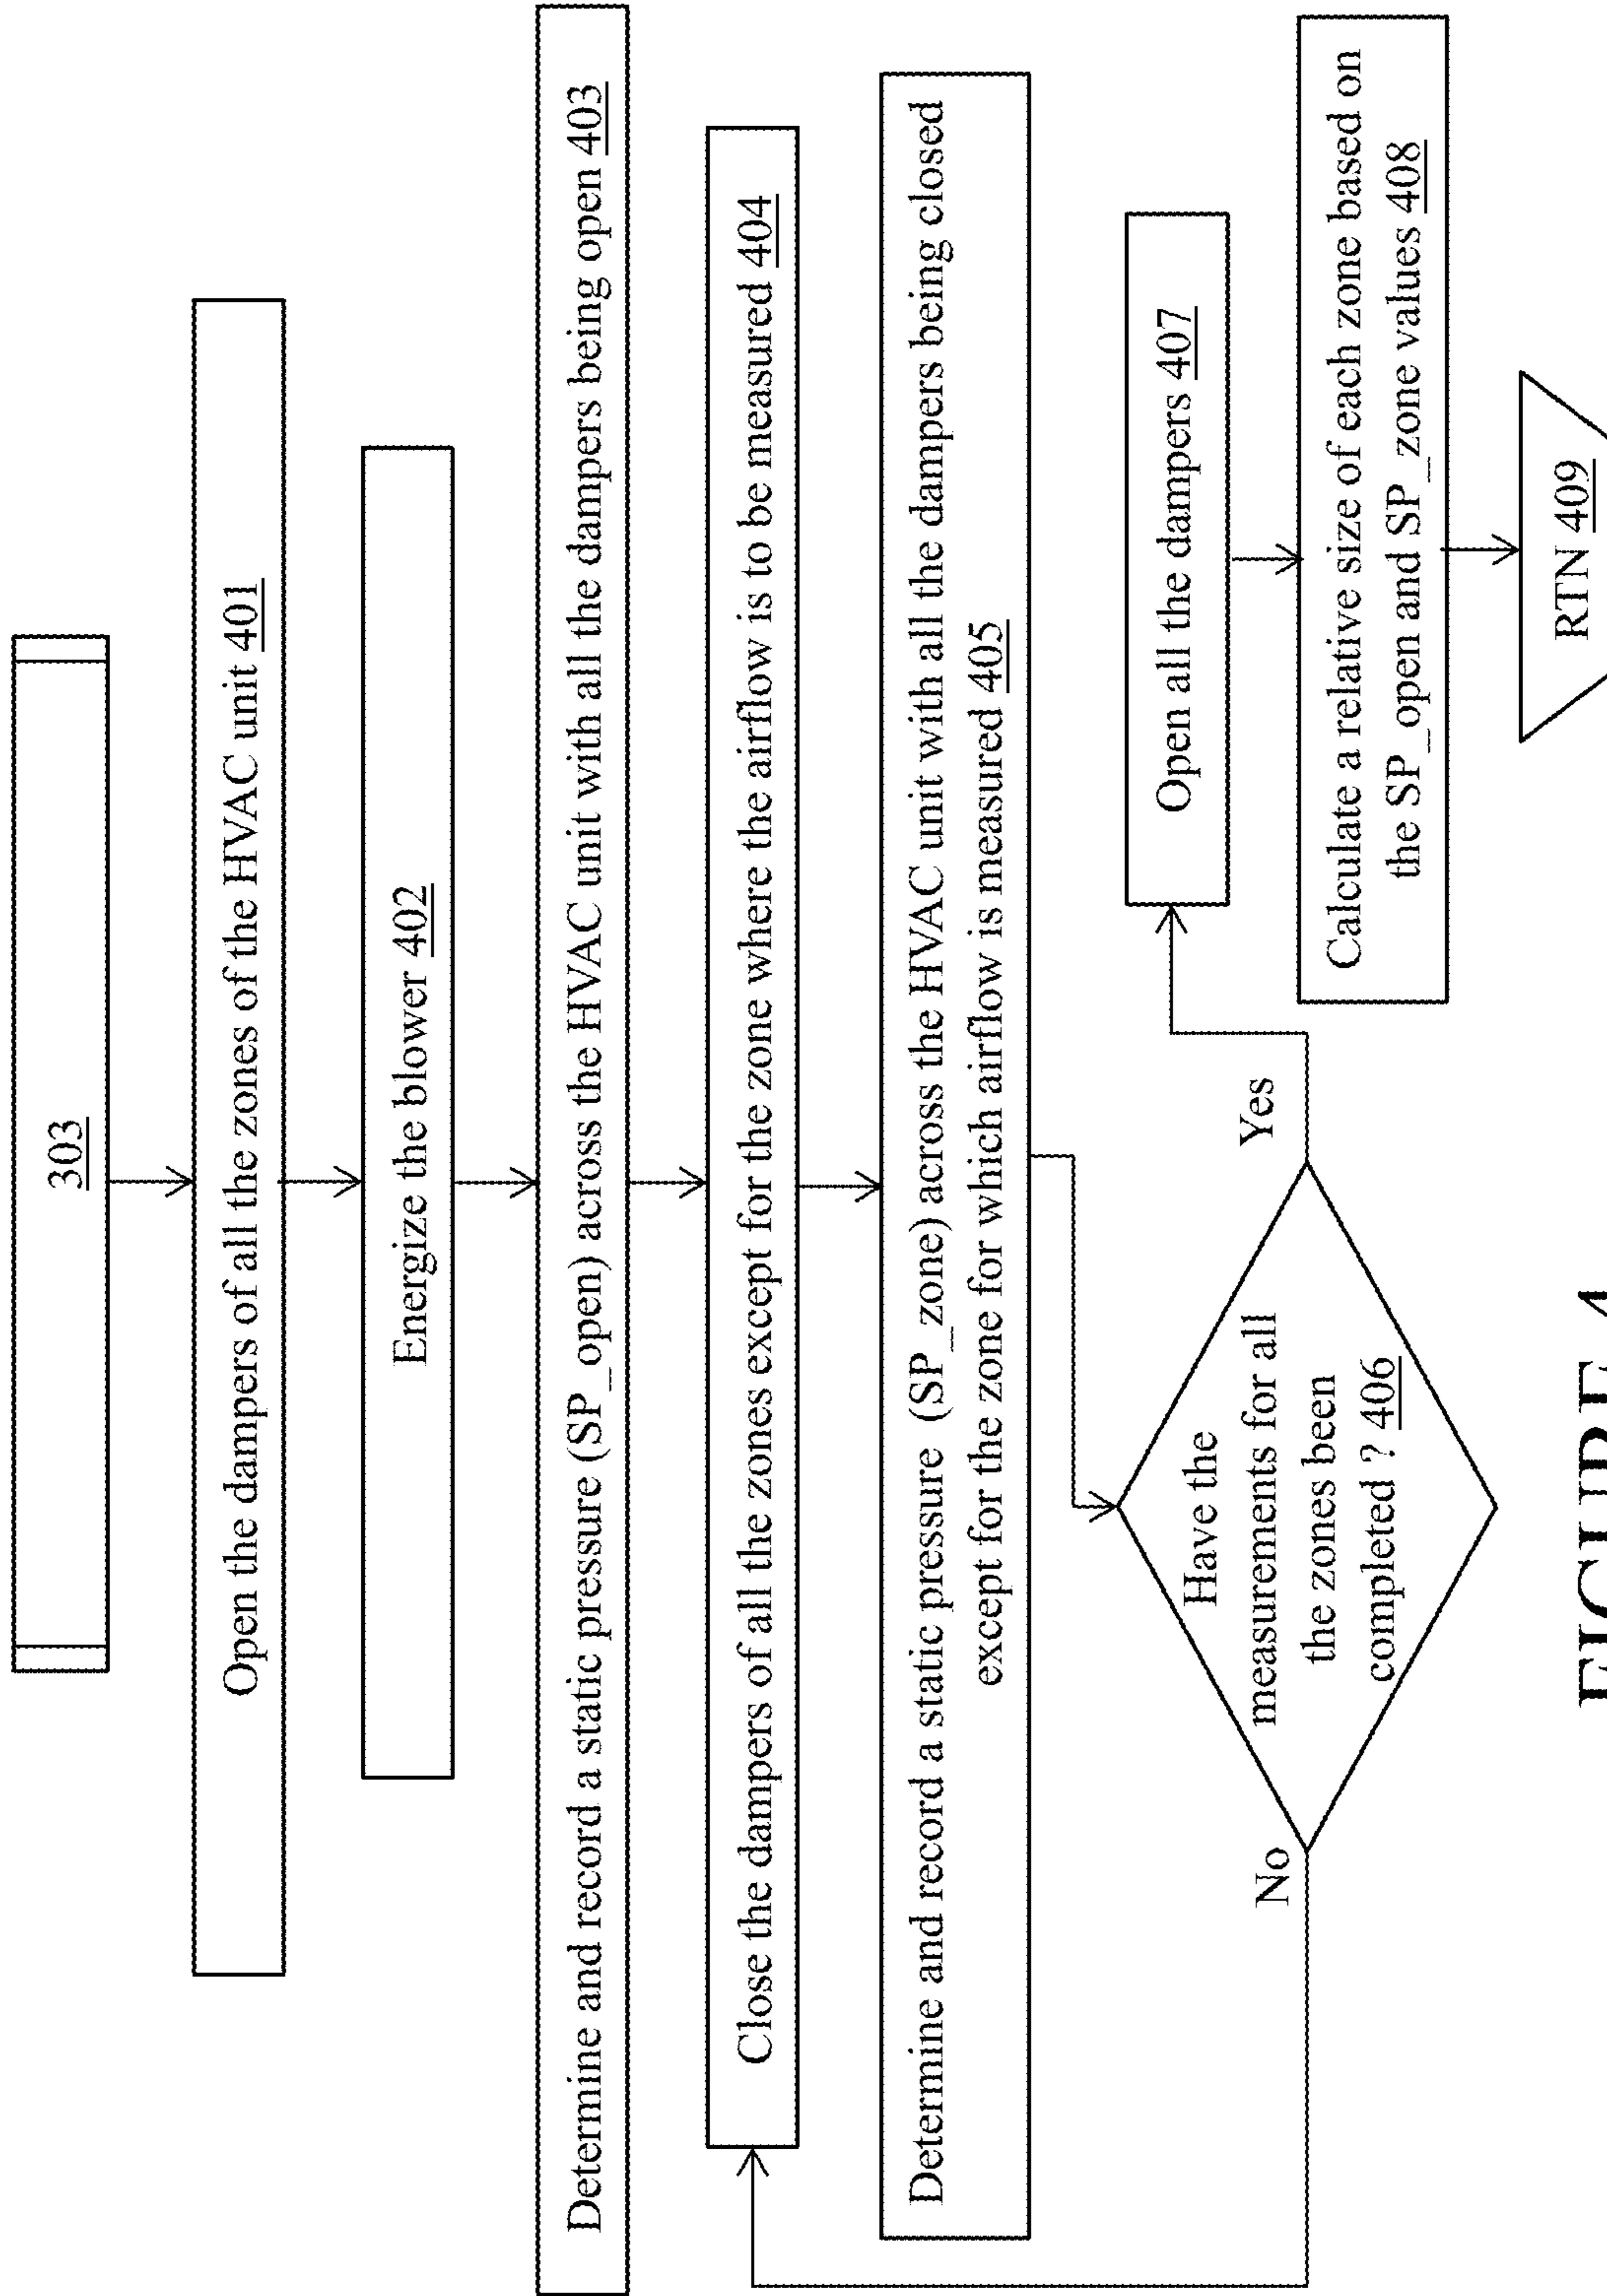 303
Open the dampers of all the zones of the HVAC unit 401
Energize the blower 402
Determine and record a static pressure (SP_open) across the HVAC unit with all the dampers being open 403
Close the dampers of all the zones except for the zone where the airflow is to be measured 404
Determine and record a static pressure (SP_zone) across the HVAC unit with all the dampers being closed
except for the zone for which airflow is measured 405
Have the
measurements for all
the zones been
completed ? 406
No
Yes
Open all the dampers 407
Calculate a relative size of each zone based on
the SP_open and SP_zone values 408
RTN 409
FIGURE 4